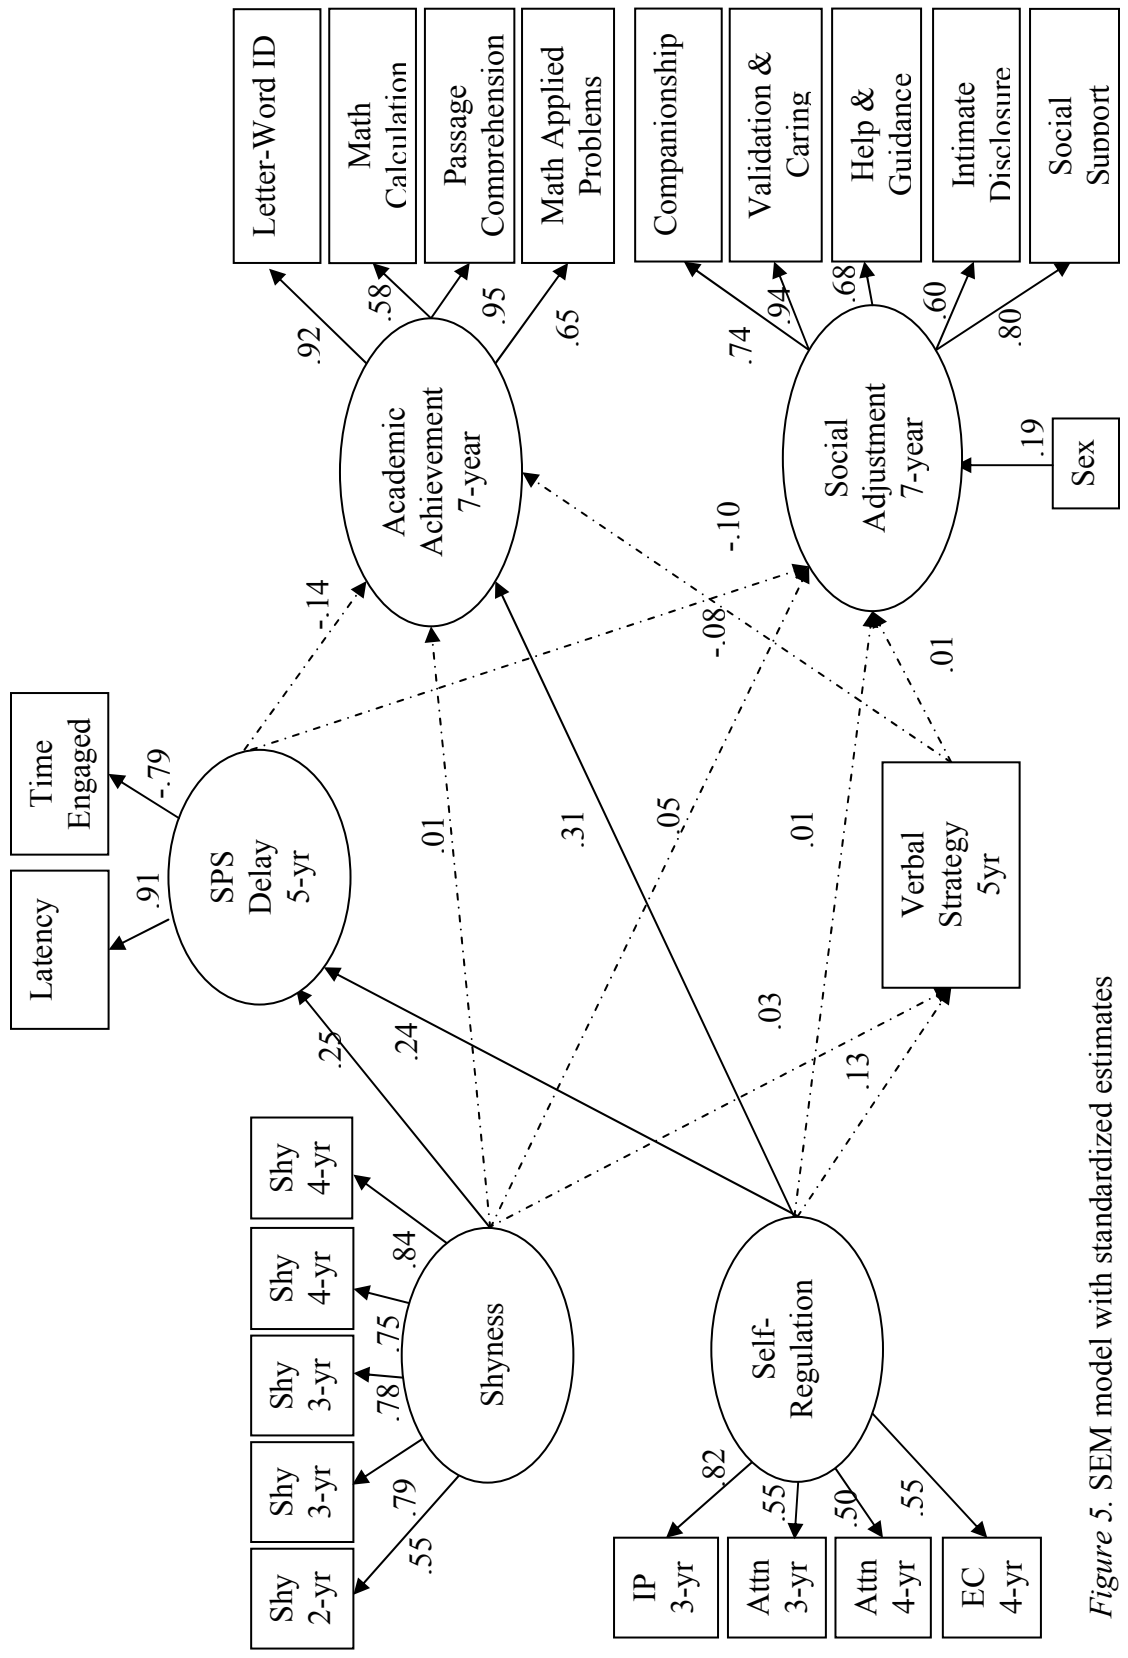 Latency
Time
Engaged
.91
-.79
SPS
Delay
5-yr
Shy
2-yr
Shy
3-yr
Shy
3-yr
Shy
4-yr
Shy
4-yr
.55
.79
.78
.75
.84
Shyness
.25
.24
-.14
.01
.31
.05
-.08
-.10
.01
.03
.13
.01
Letter-Word ID
Math
Calculation
Passage
Comprehension
Math Applied
Problems
.92
.58
.95
.65
Academic
Achievement
7-year
Companionship
Validation &
Caring
Help &
Guidance
Intimate
Disclosure
Social
Support
.74
.94
.68
.60
.80
Social
Adjustment
7-year
.19
Sex
Self-
Regulation
.82
.55
.50
.55
IP
3-yr
Attn
3-yr
Attn
4-yr
EC
4-yr
Verbal
Strategy
5yr
Figure 5. SEM model with standardized estimates